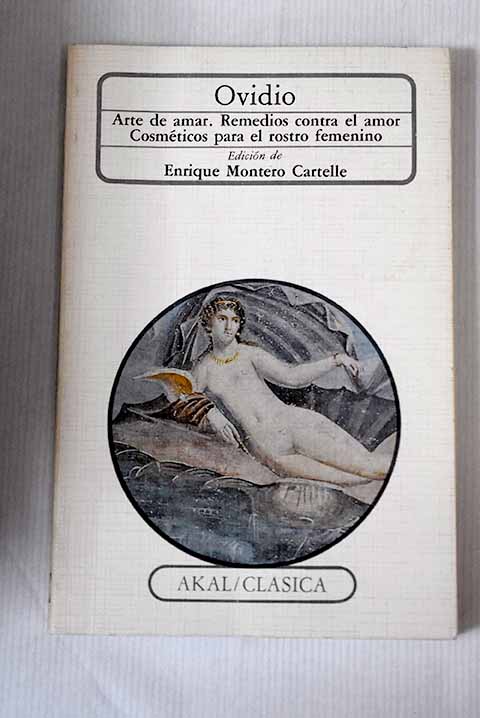 Ovidio
Arte de amar. Remedios contra el amor
Cosméticos para el rostro femenino
Edición de
Enrique Montero Cartelle
AKAL/CLASICA